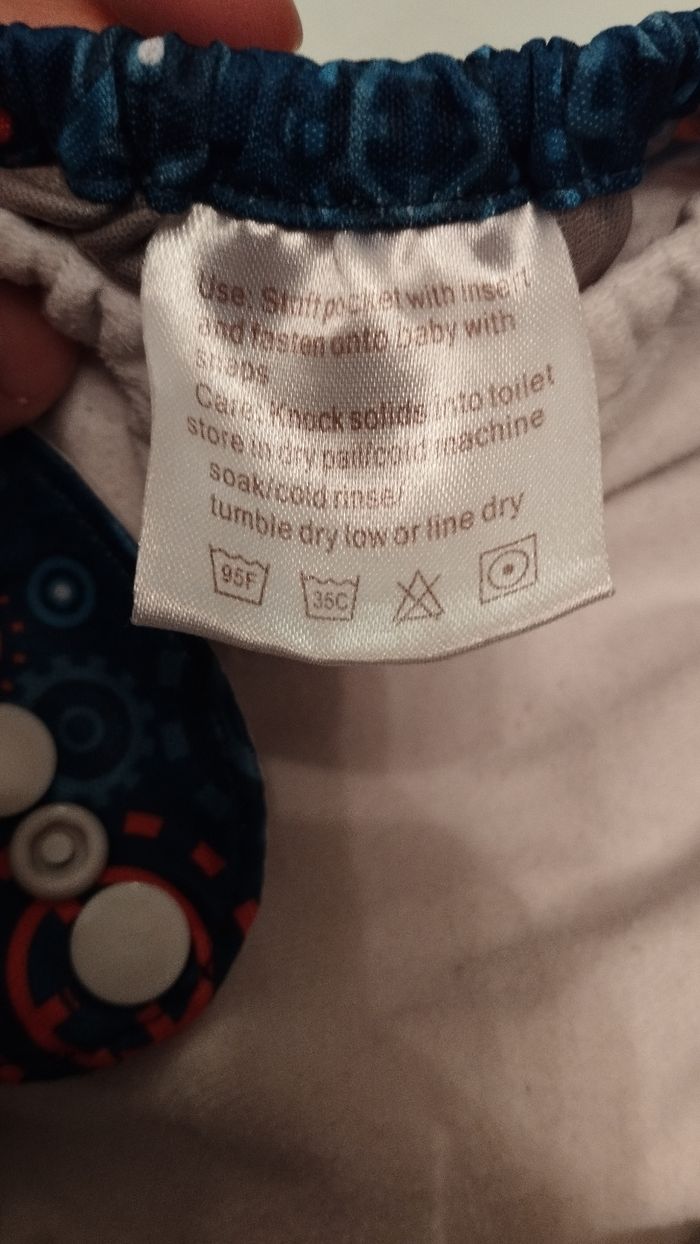 Use: Stuff pocket with insert
and fasten onto baby with
snaps
Care: Knock solids into toilet
store in dry pail/cold machine
soak/cold rinse/
tumble dry low or line dry
95F 35C